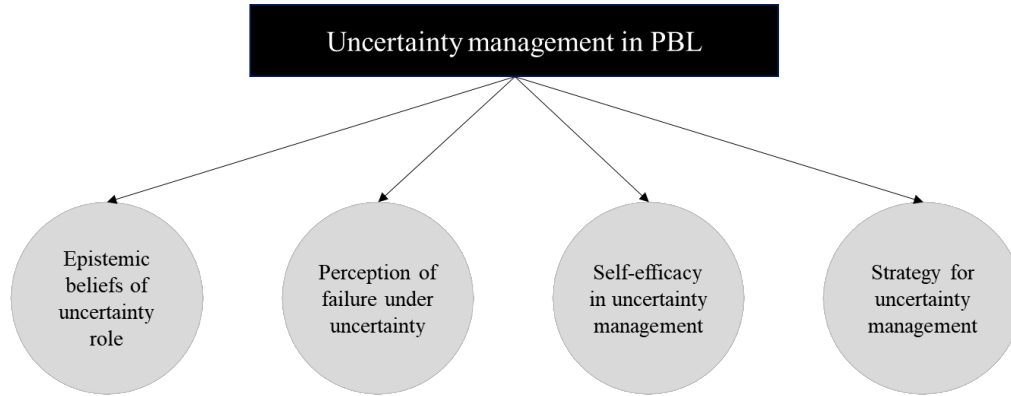 Uncertainty management in PBL
Epistemic
beliefs of
uncertainty
role
Perception of
failure under
uncertainty
Self-efficacy
in uncertainty
management
Strategy for
uncertainty
management